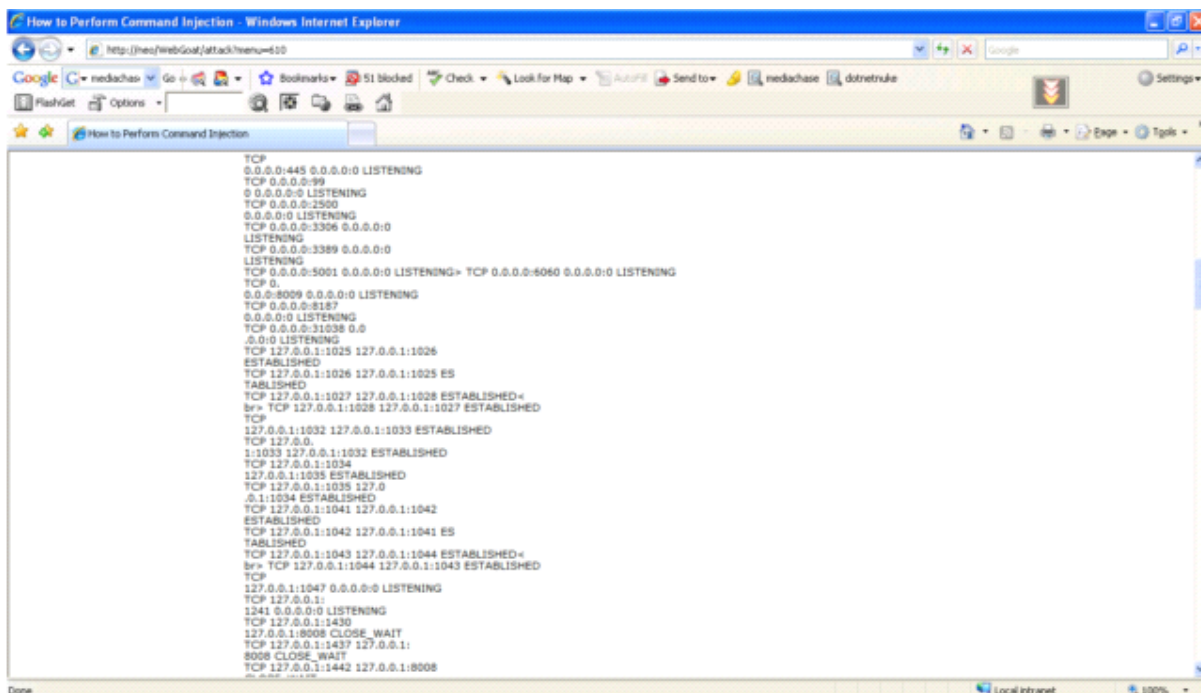 How to Perform Command Injection - Windows Internet Explorer
http://neo/WebGoat/attack?menu=610
Google
Google nedachas Go Bookmarks 51 blocked Check Look for Map AutoFill Send to nedachase dotnetnuke Settings
FlashGet Options
How to Perform Command Injection
Page Tools
TCP
0.0.0.0:445 0.0.0.0:0 LISTENING
TCP 0.0.0.0:99
0 0.0.0.0:0 LISTENING
TCP 0.0.0.0:2500
0.0.0.0:0 LISTENING
TCP 0.0.0.0:3306 0.0.0.0:0
LISTENING
TCP 0.0.0.0:3389 0.0.0.0:0
LISTENING
TCP 0.0.0.0:5001 0.0.0.0:0 LISTENING> TCP 0.0.0.0:6060 0.0.0.0:0 LISTENING
TCP 0.
0.0.0:8009 0.0.0.0:0 LISTENING
TCP 0.0.0.0:8187
0.0.0.0:0 LISTENING
TCP 0.0.0.0:31038 0.0
.0.0:0 LISTENING
TCP 127.0.0.1:1025 127.0.0.1:1026
ESTABLISHED
TCP 127.0.0.1:1026 127.0.0.1:1025 ES
TABLISHED
TCP 127.0.0.1:1027 127.0.0.1:1028 ESTABLISHED<
br> TCP 127.0.0.1:1028 127.0.0.1:1027 ESTABLISHED
TCP
127.0.0.1:1032 127.0.0.1:1033 ESTABLISHED
TCP 127.0.0.
1:1033 127.0.0.1:1032 ESTABLISHED
TCP 127.0.0.1:1034
127.0.0.1:1035 ESTABLISHED
TCP 127.0.0.1:1035 127.0
.0.1:1034 ESTABLISHED
TCP 127.0.0.1:1041 127.0.0.1:1042
ESTABLISHED
TCP 127.0.0.1:1042 127.0.0.1:1041 ES
TABLISHED
TCP 127.0.0.1:1043 127.0.0.1:1044 ESTABLISHED<
br> TCP 127.0.0.1:1044 127.0.0.1:1043 ESTABLISHED
TCP
127.0.0.1:1047 0.0.0.0:0 LISTENING
TCP 127.0.0.1:
1241 0.0.0.0:0 LISTENING
TCP 127.0.0.1:1430
127.0.0.1:8008 CLOSE_WAIT
TCP 127.0.0.1:1437 127.0.0.1:
8008 CLOSE_WAIT
TCP 127.0.0.1:1442 127.0.0.1:8008
CLOSE_WAIT
Done
Local intranet
100%